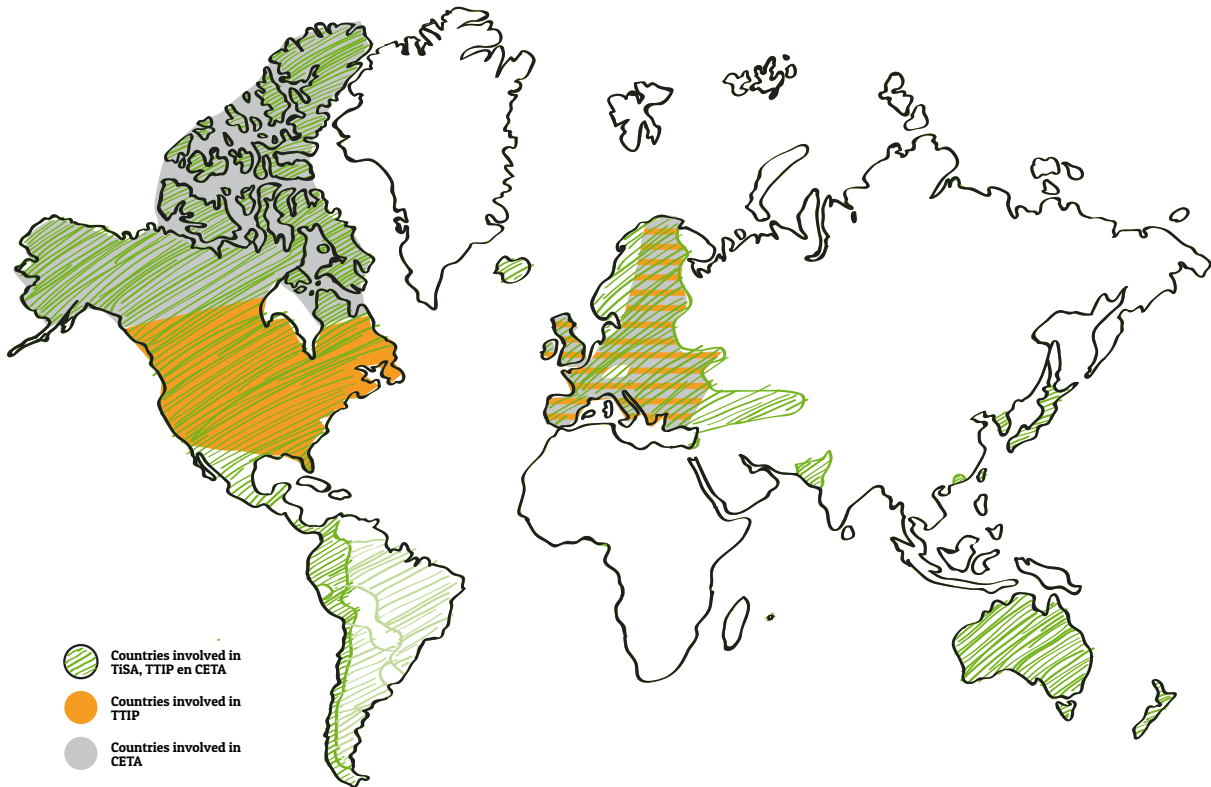 Countries involved in
TiSA, TTIP en CETA
Countries involved in
TTIP
Countries involved in
CETA